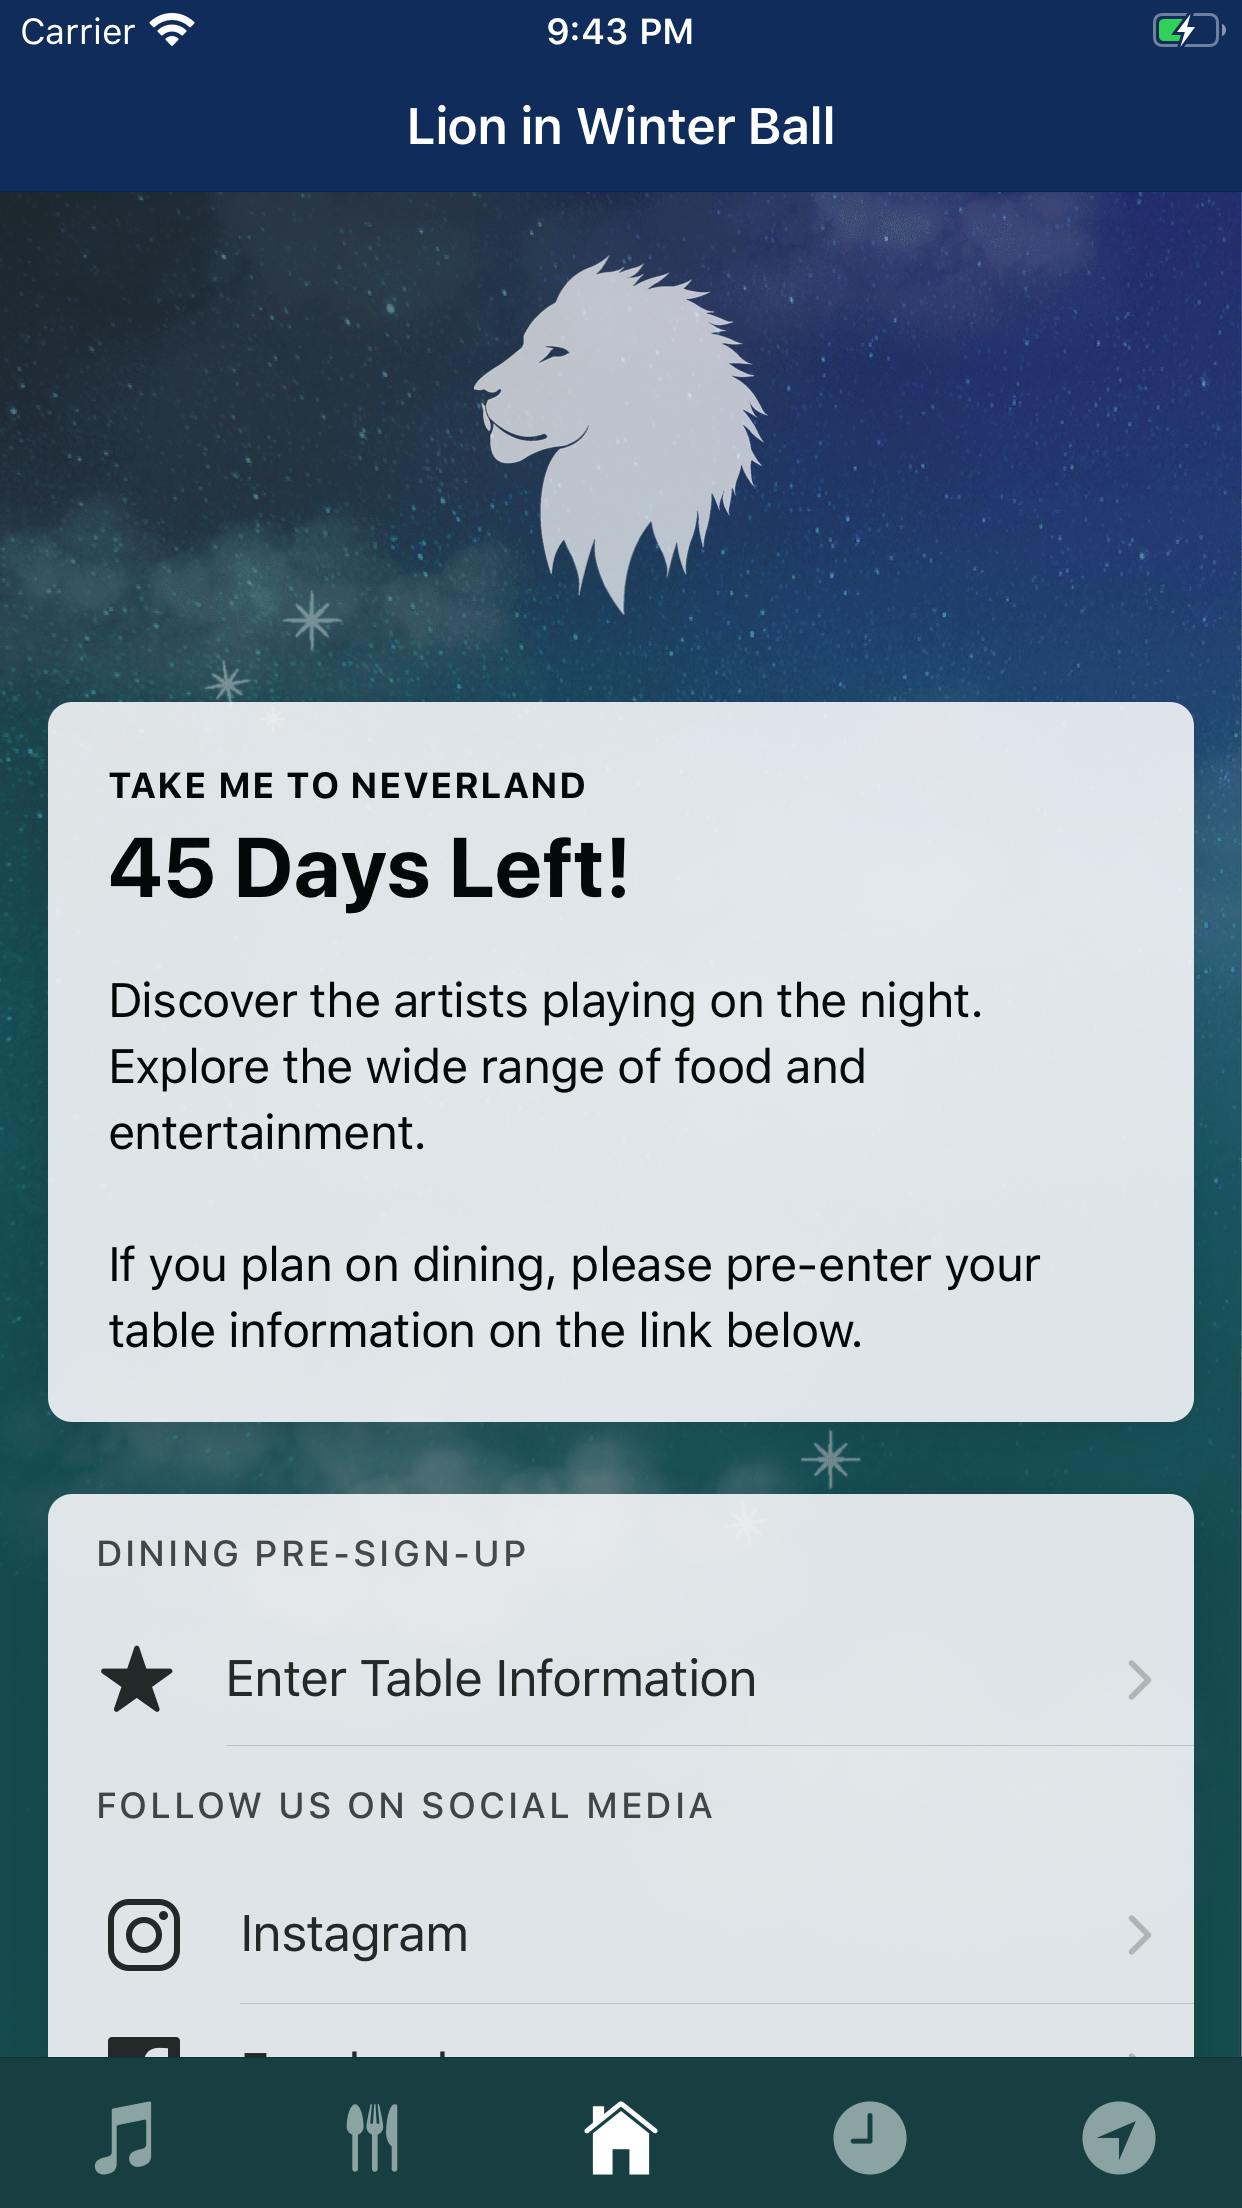 Carrier
9:43 PM
Lion in Winter Ball
TAKE ME TO NEVERLAND
45 Days Left!
Discover the artists playing on the night.
Explore the wide range of food and
entertainment.
If you plan on dining, please pre-enter your
table information on the link below.
DINING PRE-SIGN-UP
Enter Table Information
FOLLOW US ON SOCIAL MEDIA
Instagram